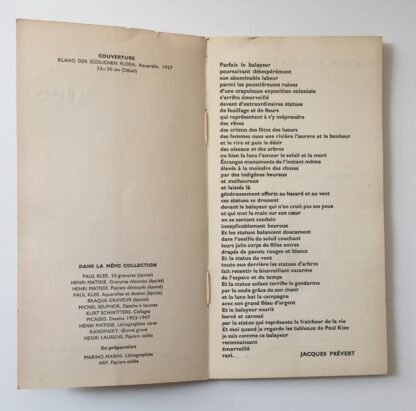 COUVERTURE
KLANG DER SÜDLICHEN FLORA, Aquarelle, 1927
23 × 30 cm (Détail)
DANS LA MÊME COLLECTION
PAUL KLEE. 24 gravures (épuisé)
HENRI MATISSE. Gravures récentes (épuisé)
HENRI MATISSE. Papiers découpés (épuisé)
PAUL KLEE. Aquarelles et dessins (épuisé)
BRAQUE GRAVEUR (épuisé)
MICHEL SEUPHOR. Dessins à lacunes
KURT SCHWITTERS. Collages
PICASSO. Dessins 1903-1907
HENRI MATISSE. Lithographies rares
KANDINSKY. Œuvre gravé
HENRI LAURENS. Papiers collés
En préparation
MARINO MARINI. Lithographies
ARP. Papiers collés
Parfois le balayeur
poursuivant désespérément
son abominable labeur
parmi les poussiéreuses ruines
d'une crapuleuse exposition coloniale
s'arrête émerveillé
devant d'extraordinaires statues
de feuillage et de fleurs
qui représentent à s'y méprendre
des rêves
des crimes des fêtes des lueurs
des femmes nues une rivière l'aurore et le bonheur
et le rire et puis le désir
des oiseaux et des arbres
ou bien la lune l'amour le soleil et la mort
Étranges monuments de l'instant même
élevés à la moindre des choses
par des indigènes heureux
et malheureux
et laissés là
généreusement offerts au hasard et au vent
ces statues se dressent
devant le balayeur qui n'en croit pas ses yeux
et qui met la main sur son cœur
en se sentant soudain
inexplicablement heureux
Et les statues balancent doucement
dans l'oseille du soleil couchant
leurs jolis corps de filles noires
drapés de pavots rouges et blancs
Et la statue du vent
toute nue derrière les statues d'arbres
fait retentir le bienveillant vacarme
de l'espace et du temps
Et la statue enfant terrible le gendarme
par la seule grâce de son chant
et la lune bat la campagne
avec son grand fléau d'argent
Et le balayeur sourit
bercé et caressé
par la statue qui représente la fraîcheur de la vie
Et moi quand je regarde les tableaux de Paul Klee
je suis comme ce balayeur
reconnaissant
émerveillé
ravi.
JACQUES PRÉVERT